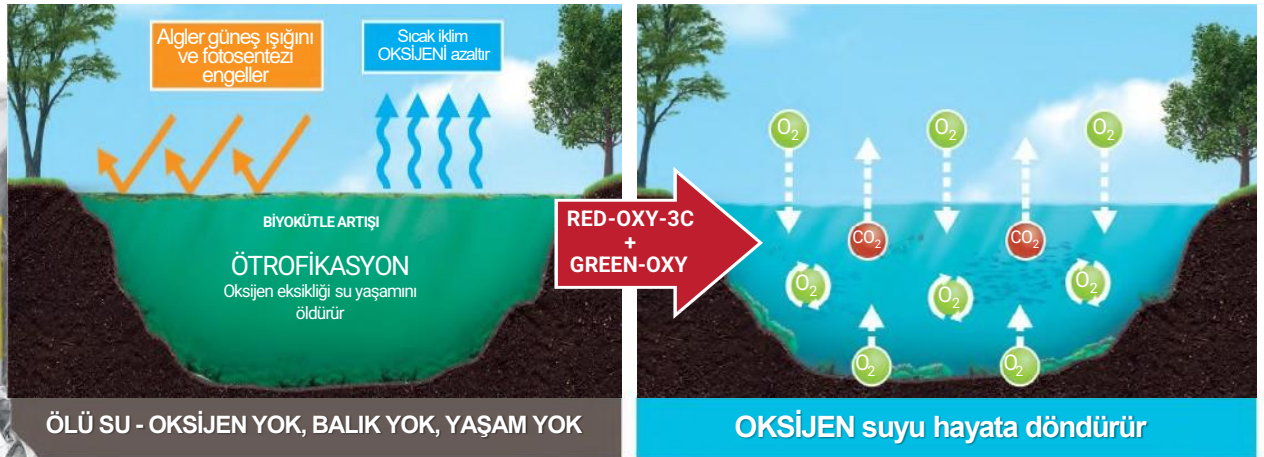 Algler güneş ışığını
ve fotosentezi
engeller
Sıcak iklim
OKSİJENİ azaltır
BİYOKÜTLE ARTIŞI
ÖTROFİKASYON
Oksijen eksikliği su yaşamını
öldürür
ÖLÜ SU - OKSİJEN YOK, BALIK YOK, YAŞAM YOK
RED-OXY-3C
+
GREEN-OXY
O₂ O₂ O₂
CO₂ CO₂
O₂ O₂ O₂
O₂ O₂
OKSİJEN suyu hayata döndürür